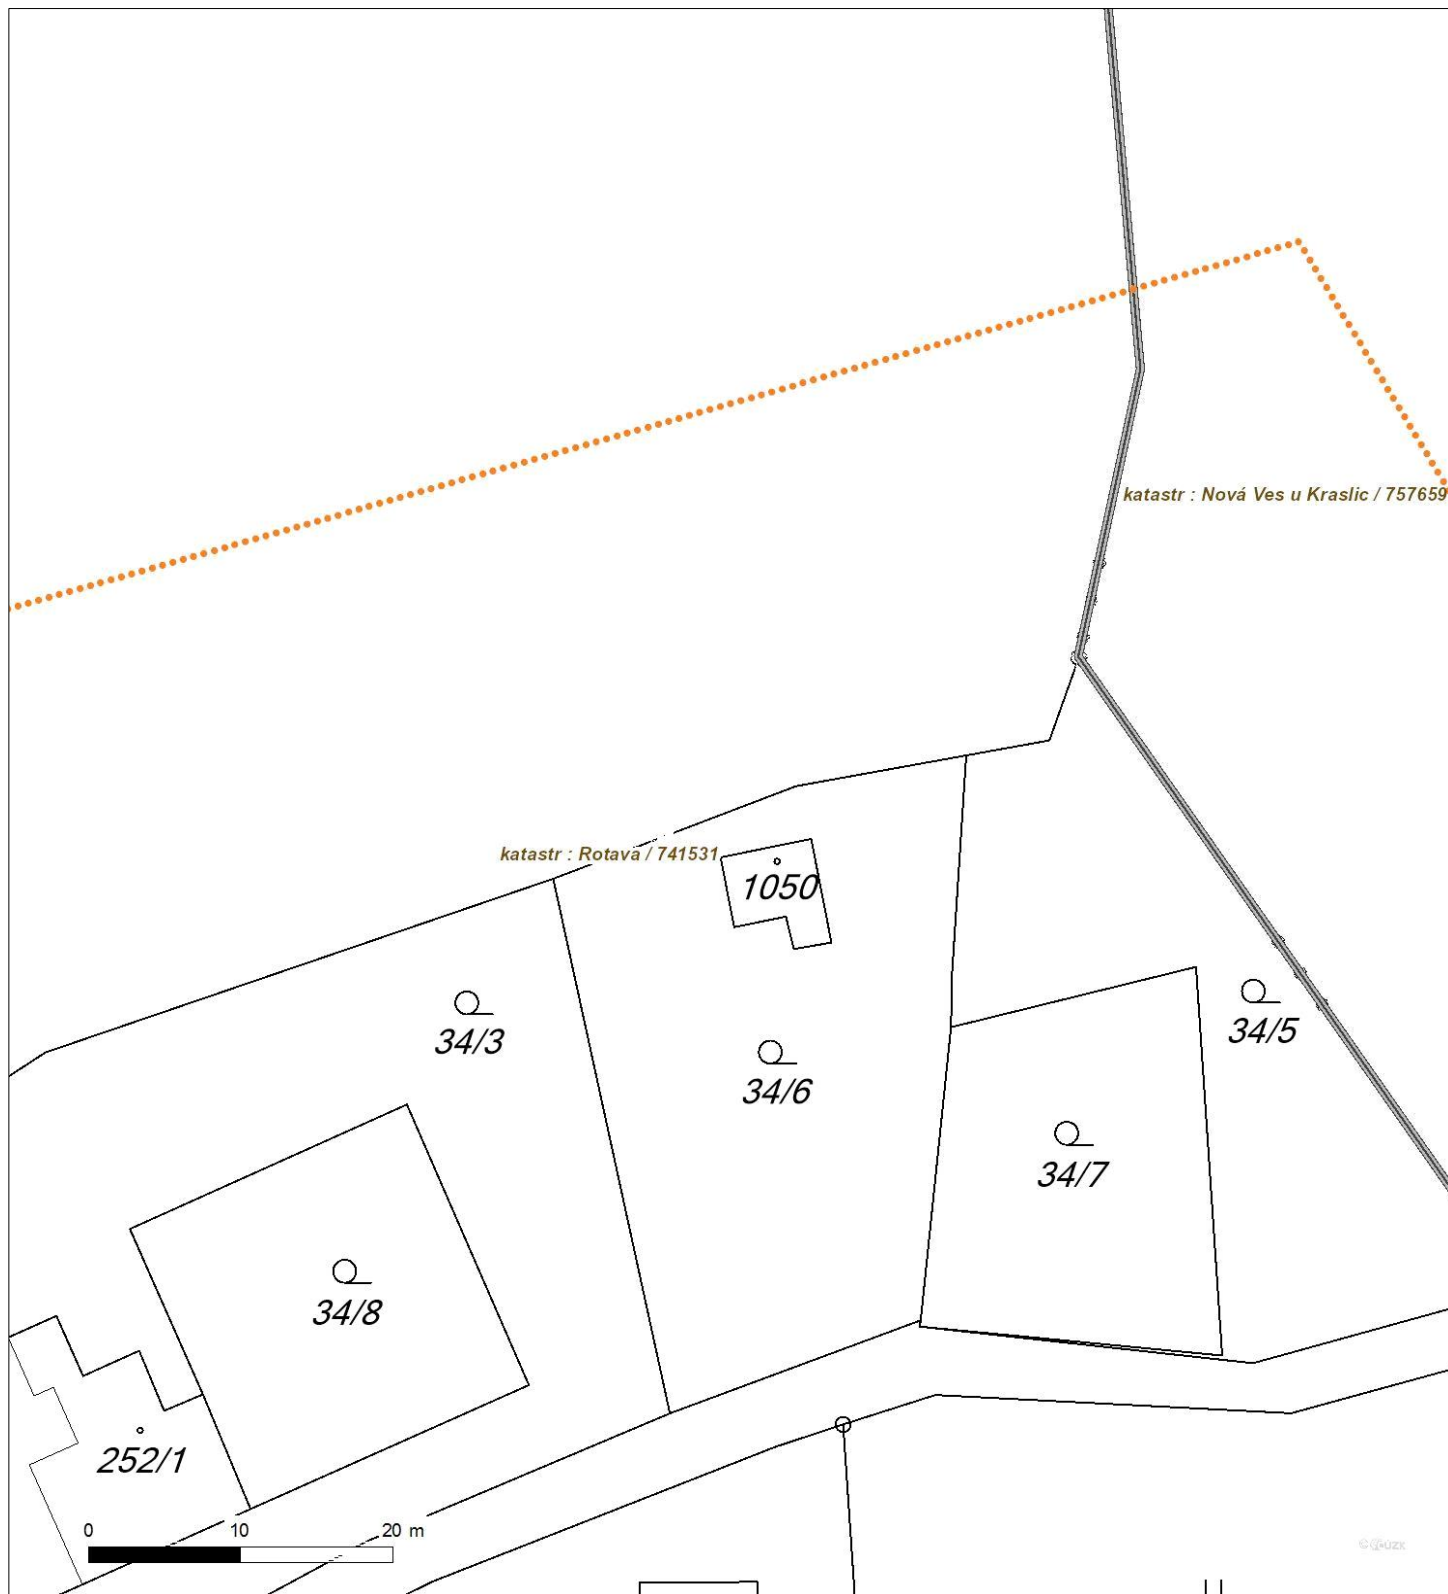 katastr : Nová Ves u Kraslic / 757659
katastr : Rotava / 741531
1050
34/3
34/5
34/6
34/7
34/8
252/1
0 10 20 m